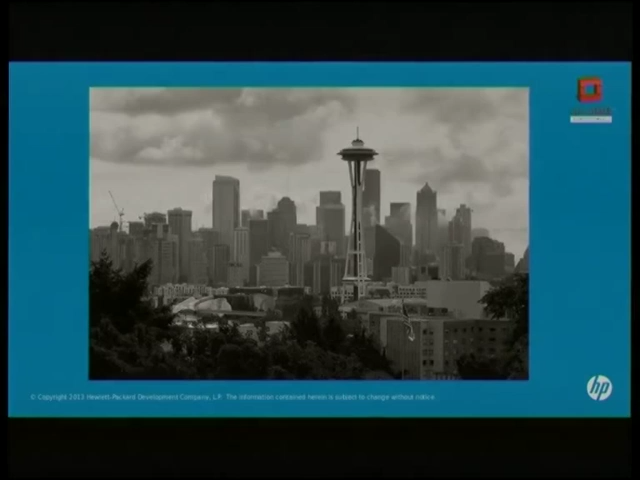 hp
© Copyright 2013 Hewlett-Packard Development Company, L.P. The information contained herein is subject to change without notice.